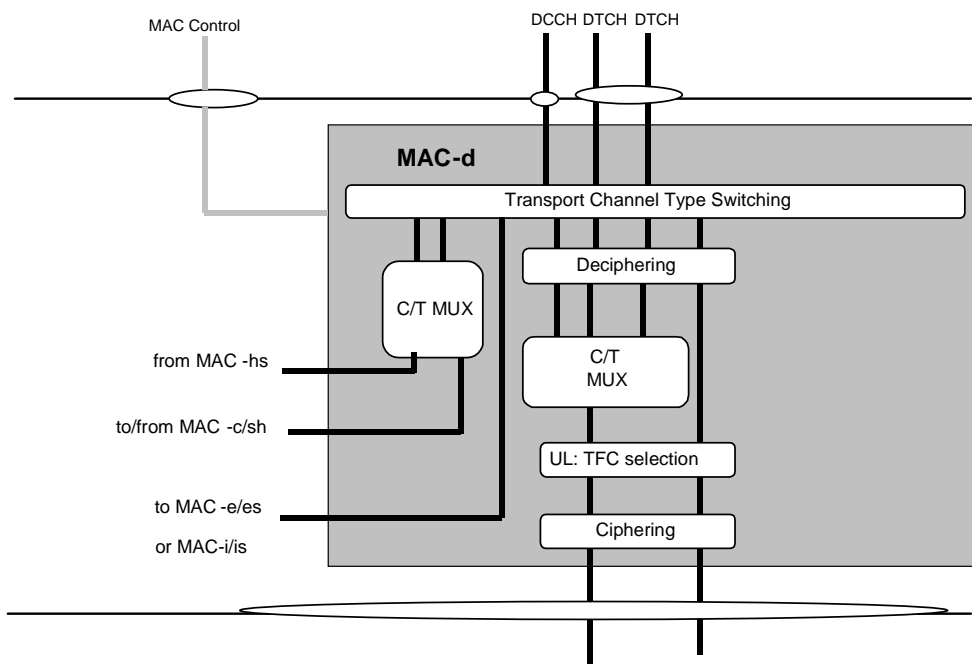 MAC Control
DCCH DTCH DTCH
MAC-d
Transport Channel Type Switching
Deciphering
C/T MUX
from MAC -hs
C/T
MUX
to/from MAC -c/sh
UL: TFC selection
to MAC -e/es
or MAC-i/is
Ciphering